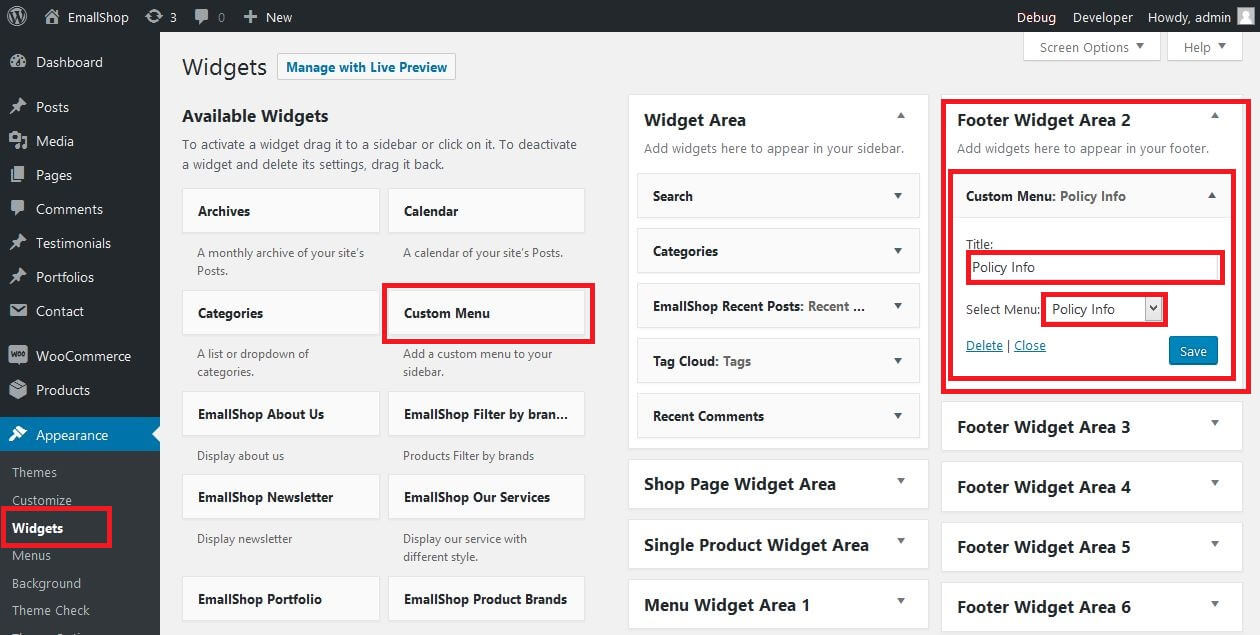 EmallShop 3 0 New Debug Developer Howdy, admin
Screen Options Help
Dashboard
Posts
Media
Pages
Comments
Testimonials
Portfolios
Contact
WOO WooCommerce
Products
Appearance
Themes
Customize
Widgets
Menus
Background
Theme Check
Widgets Manage with Live Preview
Available Widgets
To activate a widget drag it to a sidebar or click on it. To deactivate
a widget and delete its settings, drag it back.
Archives
A monthly archive of your site's
Posts.
Calendar
A calendar of your site's Posts.
Categories
A list or dropdown of
categories.
Custom Menu
Add a custom menu to your
sidebar.
EmallShop About Us
Display about us
EmallShop Filter by bran...
Products Filter by brands
EmallShop Newsletter
Display newsletter
EmallShop Our Services
Display our service with
different style.
EmallShop Portfolio
EmallShop Product Brands
Widget Area
Add widgets here to appear in your sidebar.
Search
Categories
EmallShop Recent Posts: Recent ...
Tag Cloud: Tags
Recent Comments
Shop Page Widget Area
Single Product Widget Area
Menu Widget Area 1
Footer Widget Area 2
Add widgets here to appear in your footer.
Custom Menu: Policy Info
Title:
Policy Info
Select Menu: Policy Info
Delete | Close Save
Footer Widget Area 3
Footer Widget Area 4
Footer Widget Area 5
Footer Widget Area 6